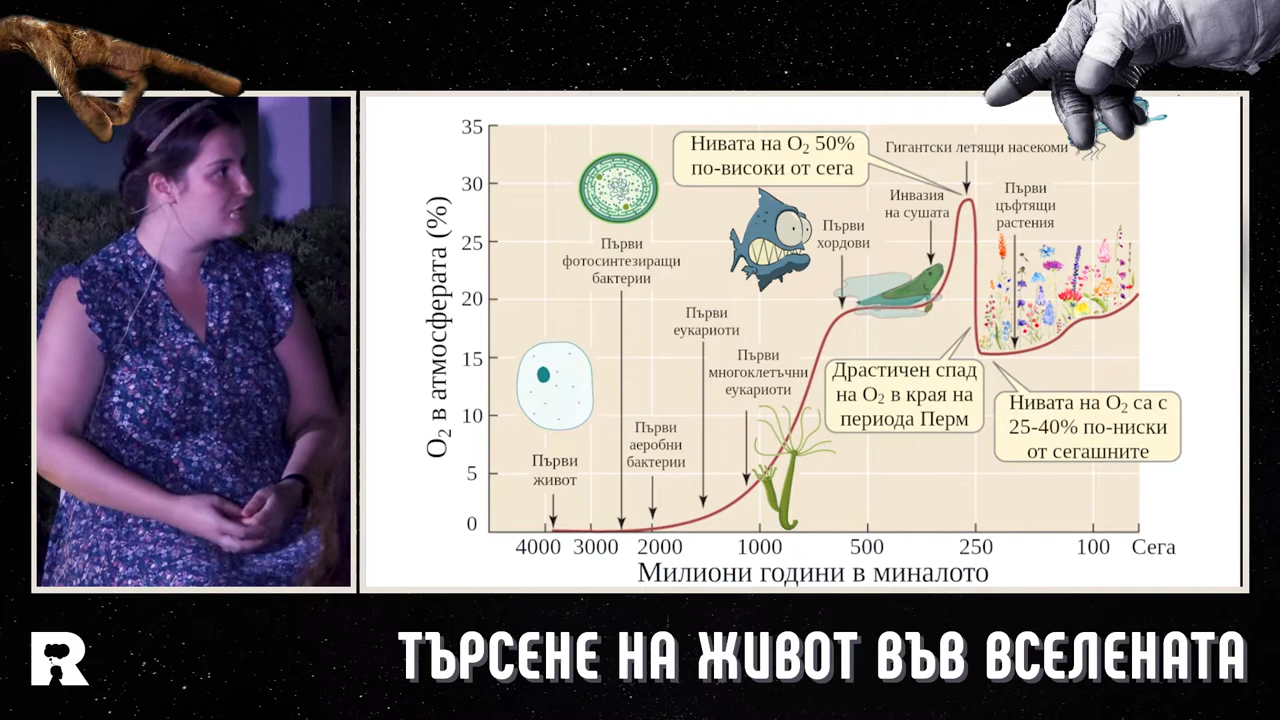 35
30
25
20
15
10
5
0
O₂ в атмосферата (%)
Нивата на O₂ 50%
по-високи от сега
Гигантски летящи насекоми
Първи
фотосинтезиращи
бактерии
Първи
хордови
Инвазия
на сушата
Първи
цъфтящи
растения
Първи
еукариоти
Първи
многоклетъчни
еукариоти
Първи
аеробни
бактерии
Първи
живот
Драстичен спад
на O₂ в края на
периода Перм
Нивата на O₂ са с
25-40% по-ниски
от сегашните
4000 3000 2000 1000 500 250 100 Сега
Милиони години в миналото
R
ТЪРСЕНЕ НА ЖИВОТ ВЪВ ВСЕЛЕНАТА